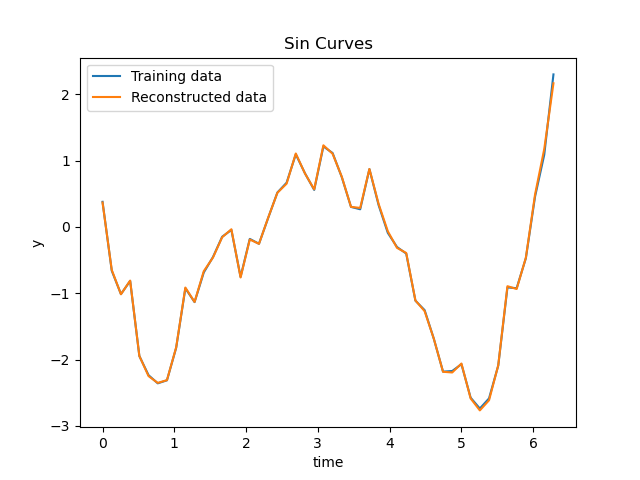 Sin Curves
Training data
Reconstructed data
2
1
0
−1
−2
−3
y
0 1 2 3 4 5 6
time